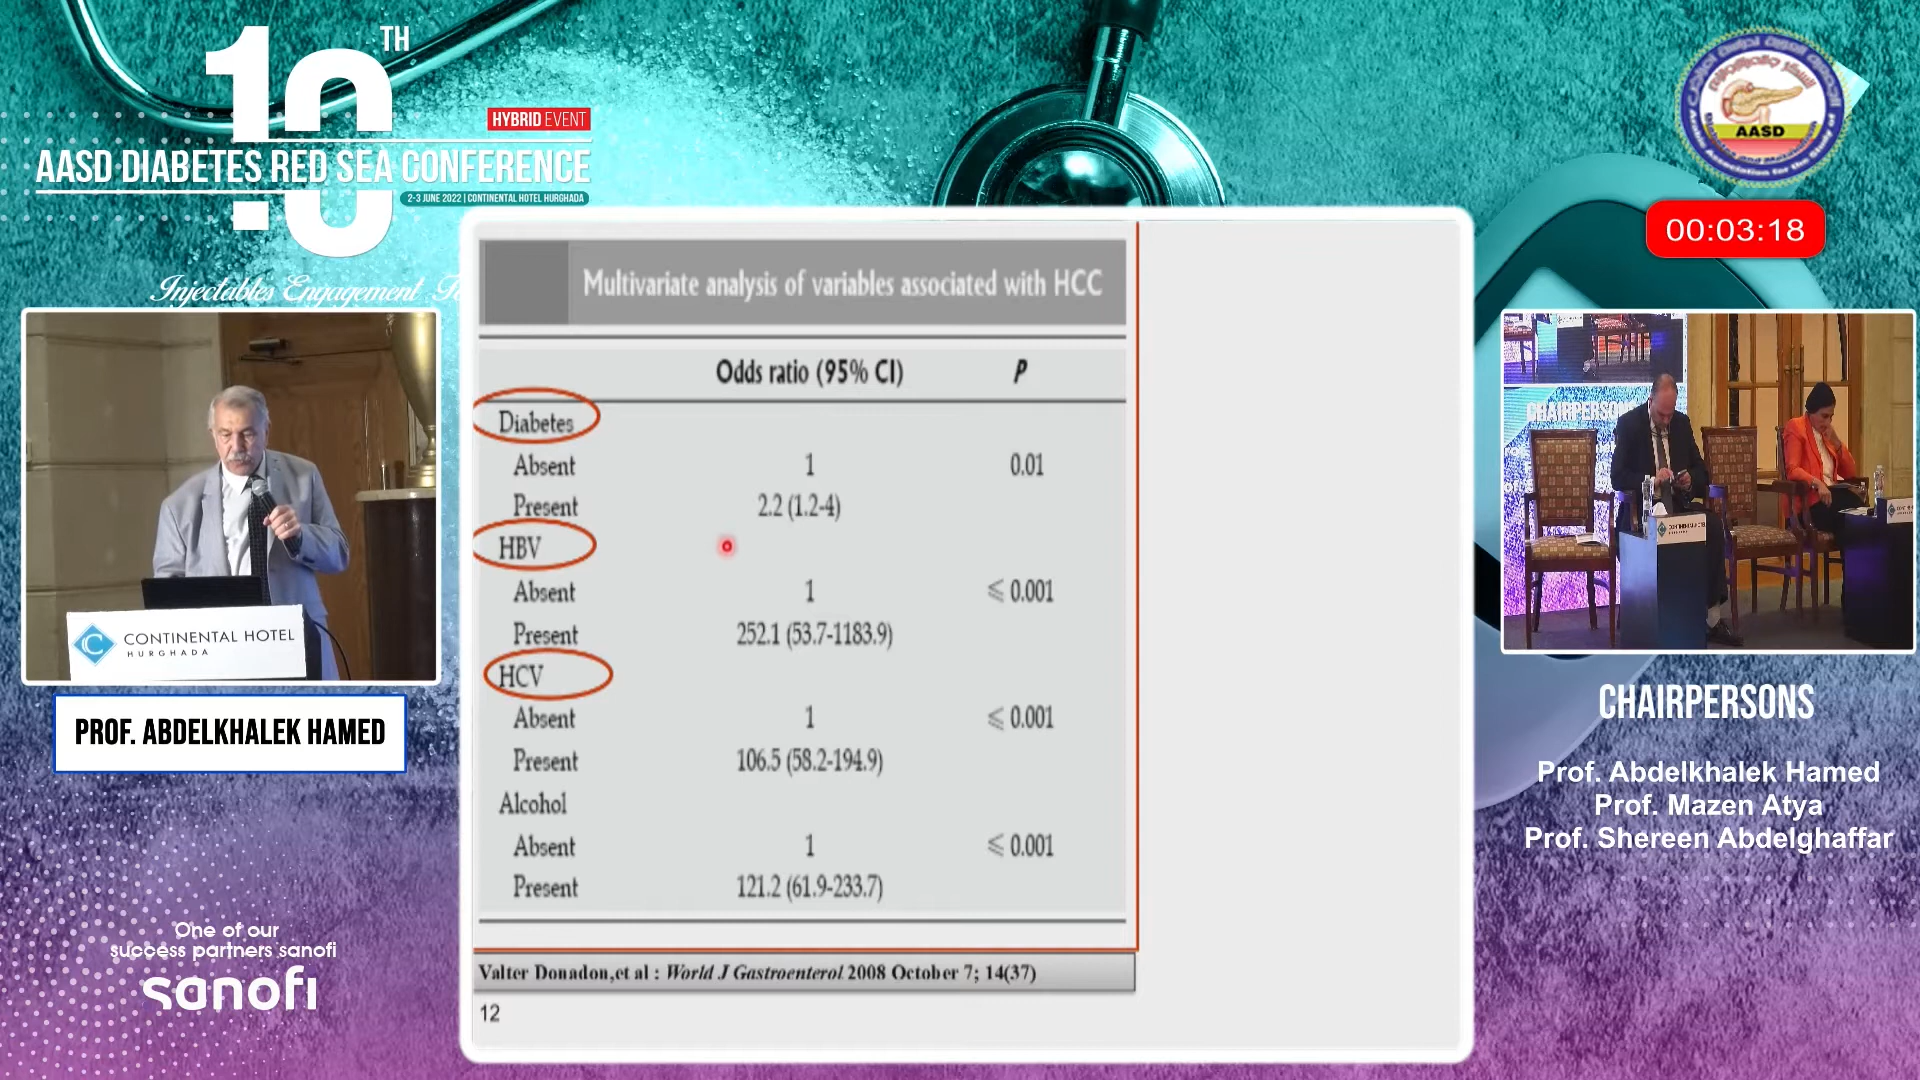 10TH
HYBRID EVENT
AASD DIABETES RED SEA CONFERENCE
2-3 JUNE 2022 | CONTINENTAL HOTEL HURGHADA
Injectables Engagement
AASD
00:03:18
Multivariate analysis of variables associated with HCC
Odds ratio (95% CI) P
Diabetes
Absent 1 0.01
Present 2.2 (1.2-4)
HBV
Absent 1 ⩽ 0.001
Present 252.1 (53.7-1183.9)
HCV
Absent 1 ⩽ 0.001
Present 106.5 (58.2-194.9)
Alcohol
Absent 1 ⩽ 0.001
Present 121.2 (61.9-233.7)
Valter Donadon,et al : World J Gastroenterol 2008 October 7; 14(37)
12
CONTINENTAL HOTEL
HURGHADA
PROF. ABDELKHALEK HAMED
One of our
success partners sanofi
sanofi
CHAIRPERSONS
CHAIRPERSONS
Prof. Abdelkhalek Hamed
Prof. Mazen Atya
Prof. Shereen Abdelghaffar